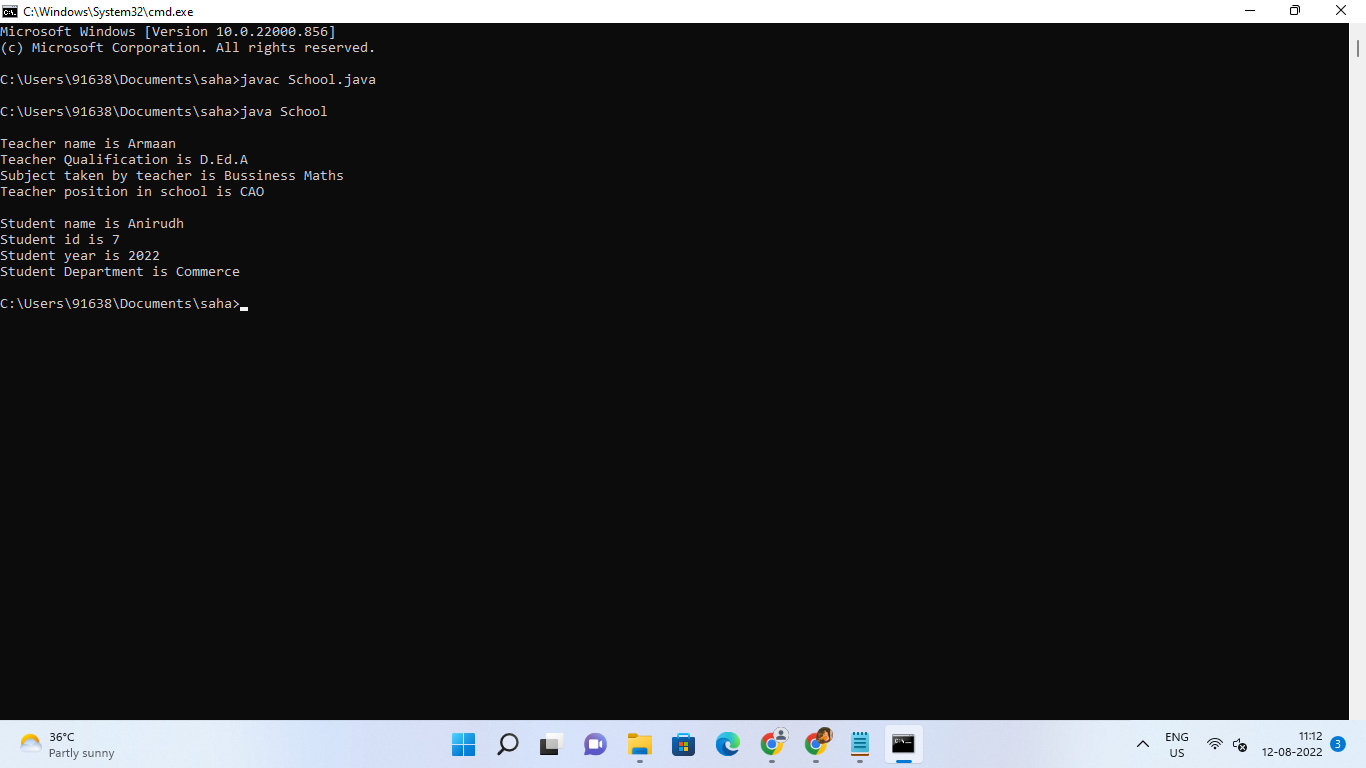 C:\Windows\System32\cmd.exe
Microsoft Windows [Version 10.0.22000.856]
(c) Microsoft Corporation. All rights reserved.
C:\Users\91638\Documents\saha>javac School.java
C:\Users\91638\Documents\saha>java School
Teacher name is Armaan
Teacher Qualification is D.Ed.A
Subject taken by teacher is Bussiness Maths
Teacher position in school is CAO
Student name is Anirudh
Student id is 7
Student year is 2022
Student Department is Commerce
C:\Users\91638\Documents\saha>
36°C
Partly sunny
ENG
US
11:12
12-08-2022
3